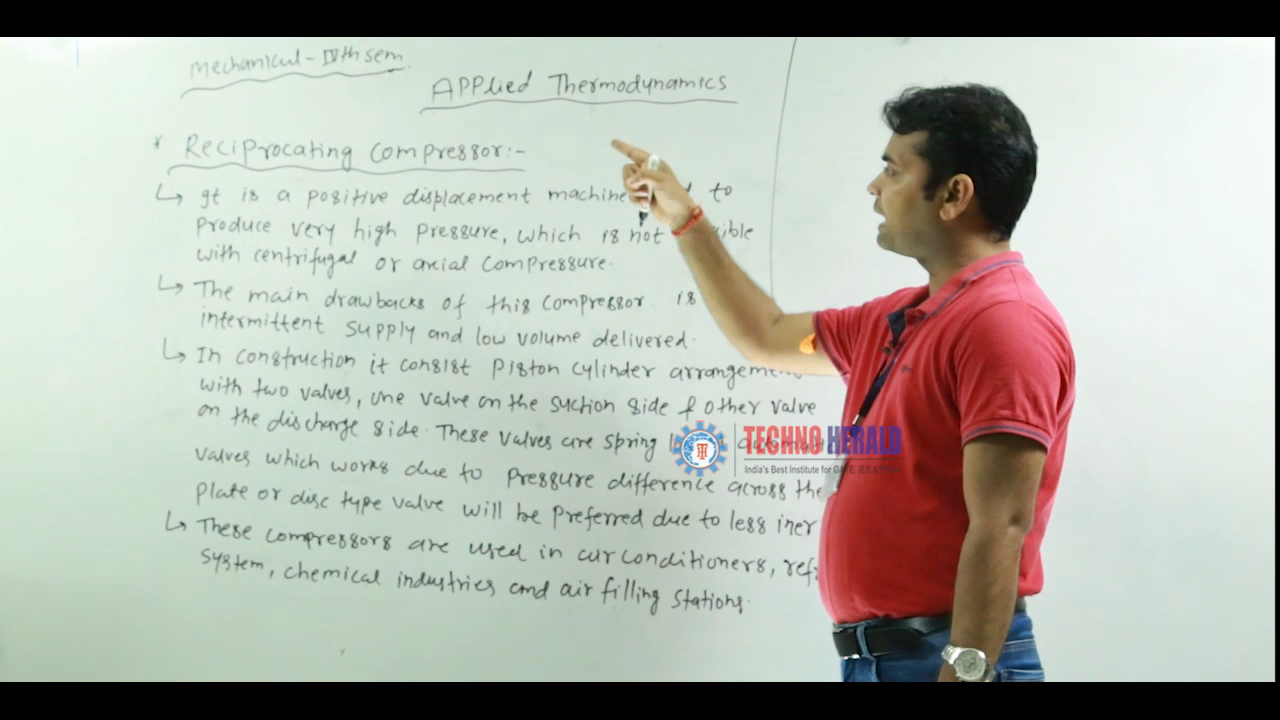 Mechanical - IVth sem.
APPlied Thermodynamics
* Reciprocating compressor:-
↳ It is a positive displacement machine to
produce very high pressure, which is not
with centrifugal or axial compressure.
↳ The main drawbacks of this compressor is
intermittent supply and low volume delivered.
↳ In construction it consist piston cylinder
with two valves, one valve on the suction side & other valve
on the discharge side. These valves are spring
valves which works due to pressure difference across the
plate or disc type valve will be preferred due to less
↳ These compressors are used in air conditioners,
system, chemical industries and air filling stations.
TECHNO HERALD
India's Best Institute for GATE, IES &